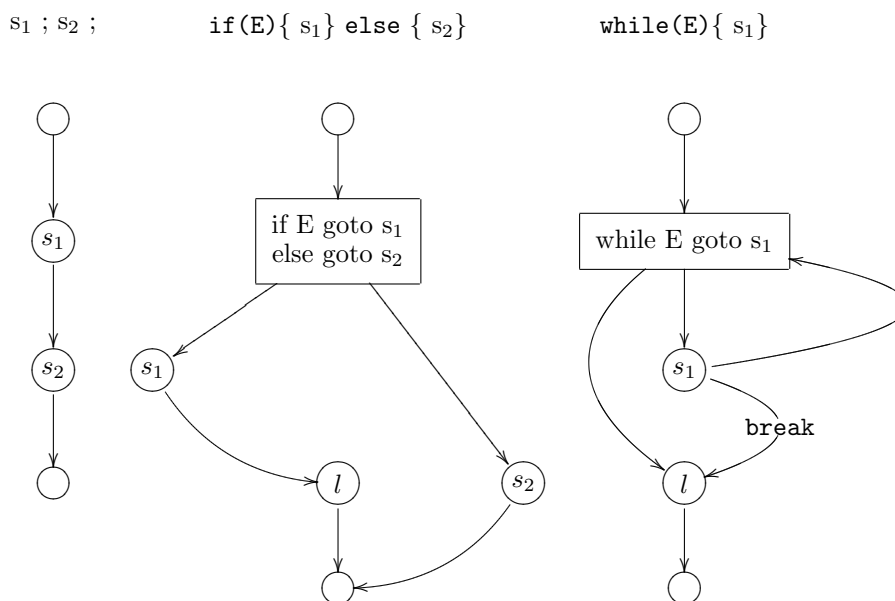 s₁ ; s₂ ;
if(E){ s₁} else { s₂}
while(E){ s₁}
if E goto s₁
else goto s₂
while E goto s₁
s₁
s₂
s₁
l
s₂
s₁
break
l